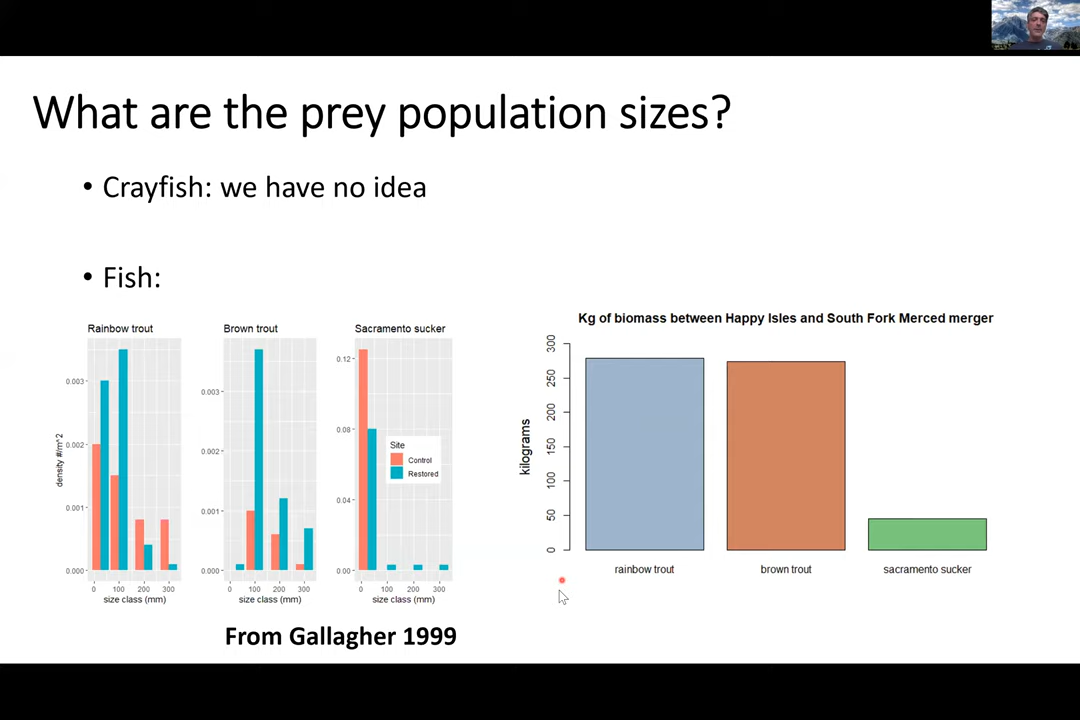 What are the prey population sizes?
• Crayfish: we have no idea
• Fish:
Rainbow trout
Brown trout
Sacramento sucker
density #/m^2
0.003
0.002
0.001
0.000
0 100 200 300
size class (mm)
0.003
0.002
0.001
0.000
0 100 200 300
size class (mm)
0.12
0.08
0.04
0.00
0 100 200 300
size class (mm)
Site
Control
Restored
From Gallagher 1999
Kg of biomass between Happy Isles and South Fork Merced merger
kilograms
300
250
200
150
100
50
0
rainbow trout
brown trout
sacramento sucker